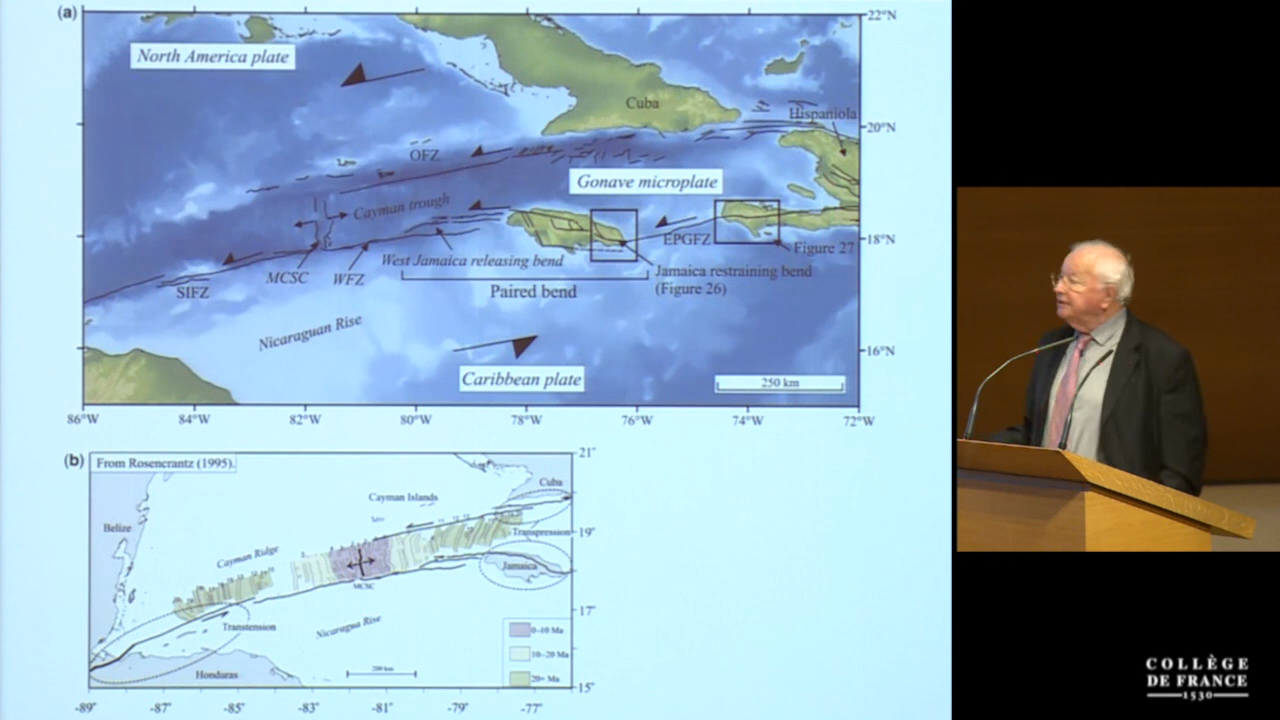 (a)
22°N
North America plate
Cuba
Hispaniola
20°N
OFZ
Gonave microplate
Cayman trough
EPGFZ
18°N
Figure 27
West Jamaica releasing bend
MCSC
WFZ
SIFZ
Jamaica restraining bend
(Figure 26)
Paired bend
Nicaraguan Rise
16°N
Caribbean plate
250 km
86°W 84°W 82°W 80°W 78°W 76°W 74°W 72°W
(b)
From Rosencrantz (1995).
21°
Cuba
Cayman Islands
Belize
19°
Transpression
Cayman Ridge
Jamaica
MCSC
17°
Transtension
Nicaragua Rise
0–10 Ma
10–20 Ma
20+ Ma
200 km
Honduras
15°
-89° -87° -85° -83° -81° -79° -77°
COLLÈGE
DE FRANCE
1530